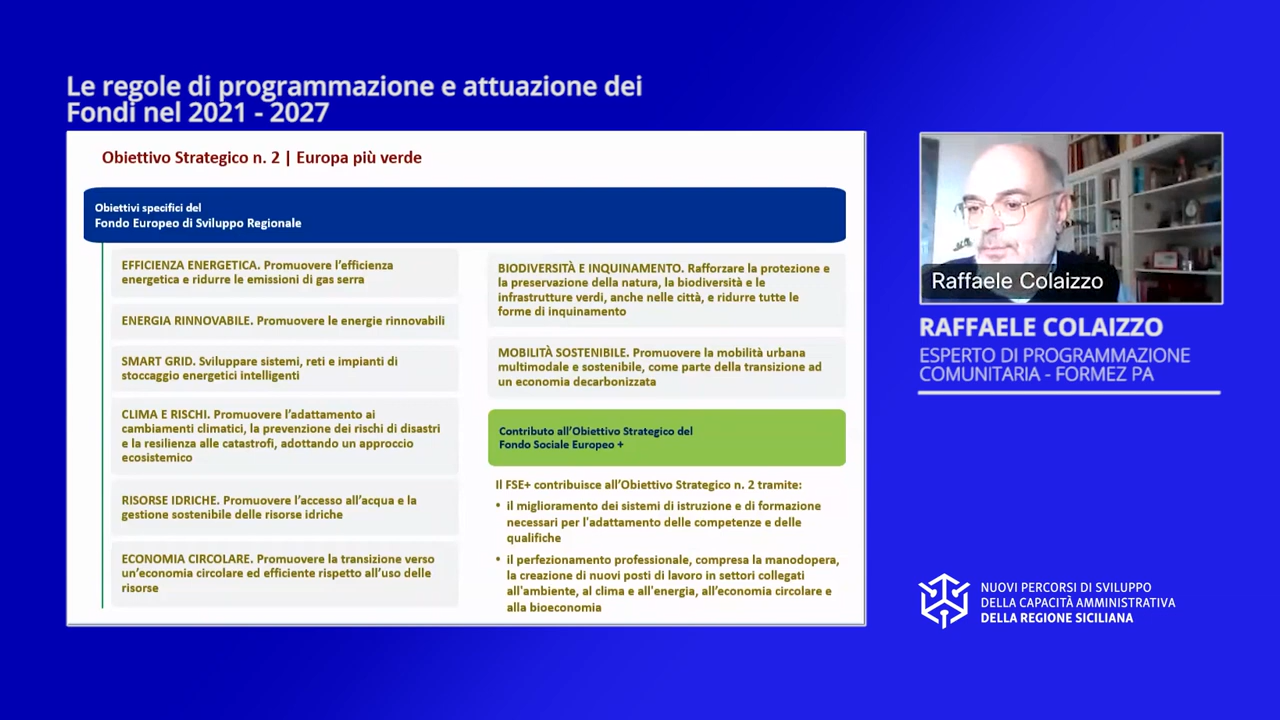 Le regole di programmazione e attuazione dei
Fondi nel 2021 - 2027
Obiettivo Strategico n. 2 | Europa più verde
Obiettivi specifici del
Fondo Europeo di Sviluppo Regionale
EFFICIENZA ENERGETICA. Promuovere l’efficienza
energetica e ridurre le emissioni di gas serra
ENERGIA RINNOVABILE. Promuovere le energie rinnovabili
SMART GRID. Sviluppare sistemi, reti e impianti di
stoccaggio energetici intelligenti
CLIMA E RISCHI. Promuovere l’adattamento ai
cambiamenti climatici, la prevenzione dei rischi di disastri
e la resilienza alle catastrofi, adottando un approccio
ecosistemico
RISORSE IDRICHE. Promuovere l’accesso all’acqua e la
gestione sostenibile delle risorse idriche
ECONOMIA CIRCOLARE. Promuovere la transizione verso
un’economia circolare ed efficiente rispetto all’uso delle
risorse
BIODIVERSITÀ E INQUINAMENTO. Rafforzare la protezione e
la preservazione della natura, la biodiversità e le
infrastrutture verdi, anche nelle città, e ridurre tutte le
forme di inquinamento
MOBILITÀ SOSTENIBILE. Promuovere la mobilità urbana
multimodale e sostenibile, come parte della transizione ad
un economia decarbonizzata
Contributo all’Obiettivo Strategico del
Fondo Sociale Europeo +
Il FSE+ contribuisce all’Obiettivo Strategico n. 2 tramite:
• il miglioramento dei sistemi di istruzione e di formazione
necessari per l'adattamento delle competenze e delle
qualifiche
• il perfezionamento professionale, compresa la manodopera,
la creazione di nuovi posti di lavoro in settori collegati
all'ambiente, al clima e all'energia, all’economia circolare e
alla bioeconomia
Raffaele Colaizzo
RAFFAELE COLAIZZO
ESPERTO DI PROGRAMMAZIONE
COMUNITARIA - FORMEZ PA
NUOVI PERCORSI DI SVILUPPO
DELLA CAPACITÀ AMMINISTRATIVA
DELLA REGIONE SICILIANA